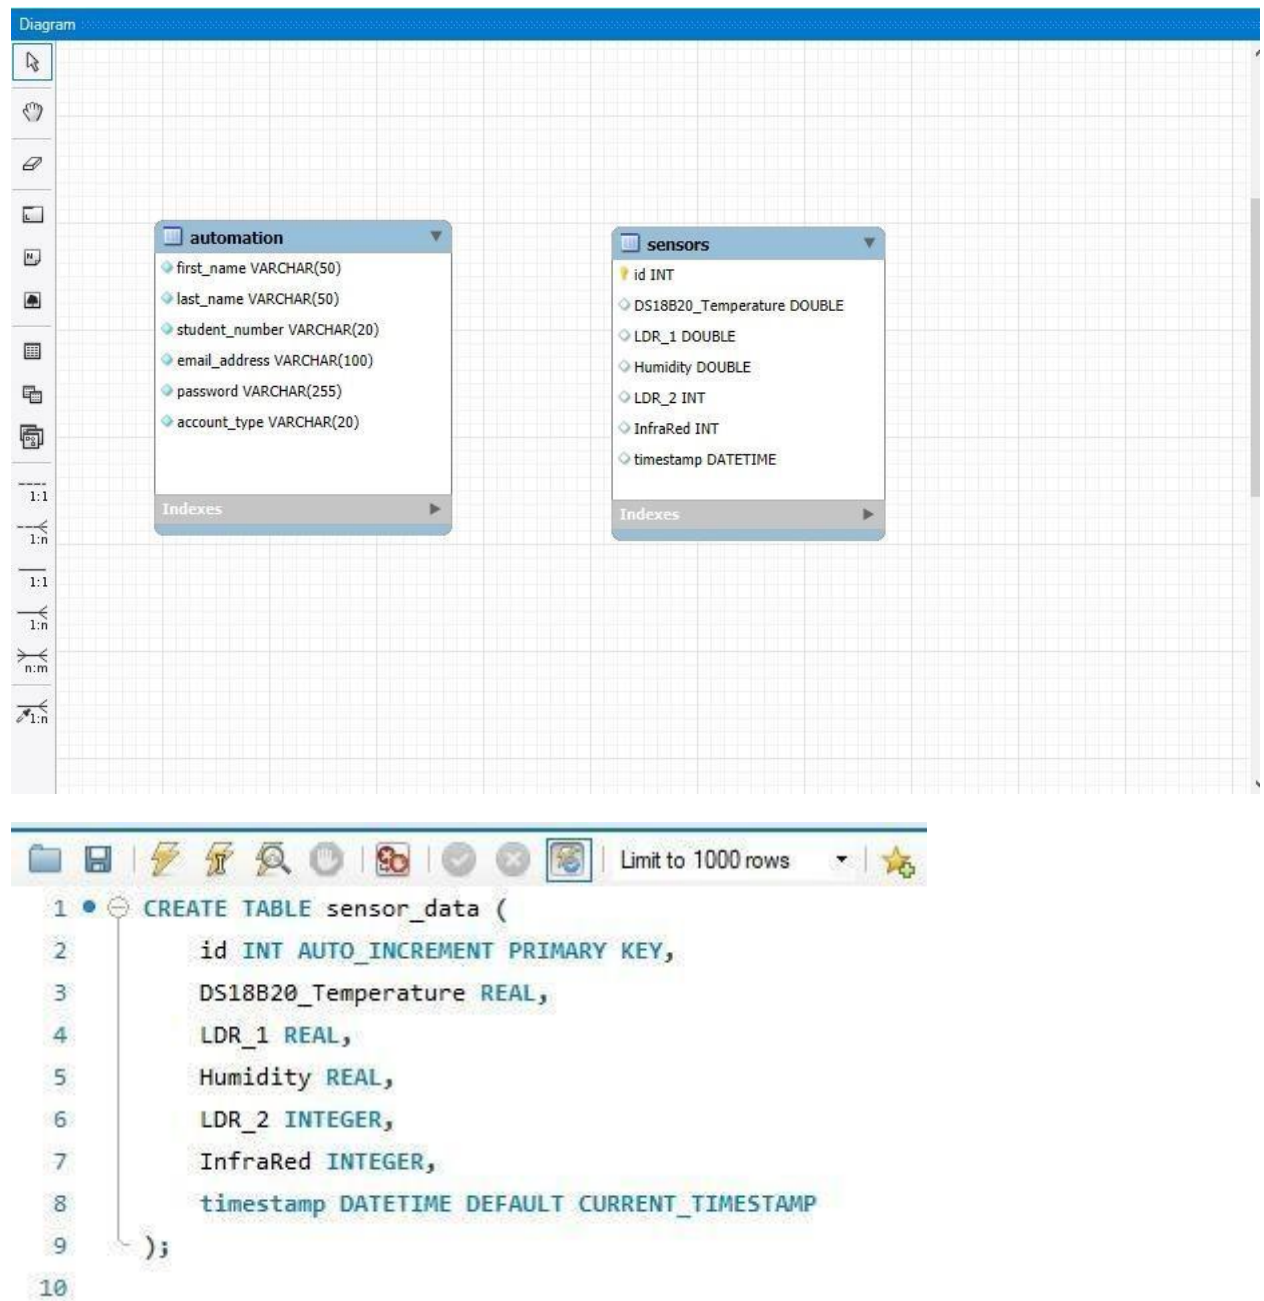 Diagram
automation
first_name VARCHAR(50)
last_name VARCHAR(50)
student_number VARCHAR(20)
email_address VARCHAR(100)
password VARCHAR(255)
account_type VARCHAR(20)
Indexes
sensors
id INT
DS18B20_Temperature DOUBLE
LDR_1 DOUBLE
Humidity DOUBLE
LDR_2 INT
InfraRed INT
timestamp DATETIME
Indexes
1:1
1:n
1:1
1:n
n:m
1:n
Limit to 1000 rows
1 CREATE TABLE sensor_data (
2 id INT AUTO_INCREMENT PRIMARY KEY,
3 DS18B20_Temperature REAL,
4 LDR_1 REAL,
5 Humidity REAL,
6 LDR_2 INTEGER,
7 InfraRed INTEGER,
8 timestamp DATETIME DEFAULT CURRENT_TIMESTAMP
9 );
10